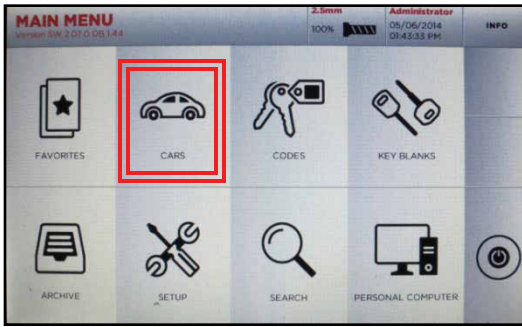 MAIN MENU
Version SW 2.07.0 DB 1.44
2.5mm
100%
Administrator
05/06/2014
01:43:33 PM
INFO
FAVORITES
CARS
CODES
KEY BLANKS
ARCHIVE
SETUP
SEARCH
PERSONAL COMPUTER